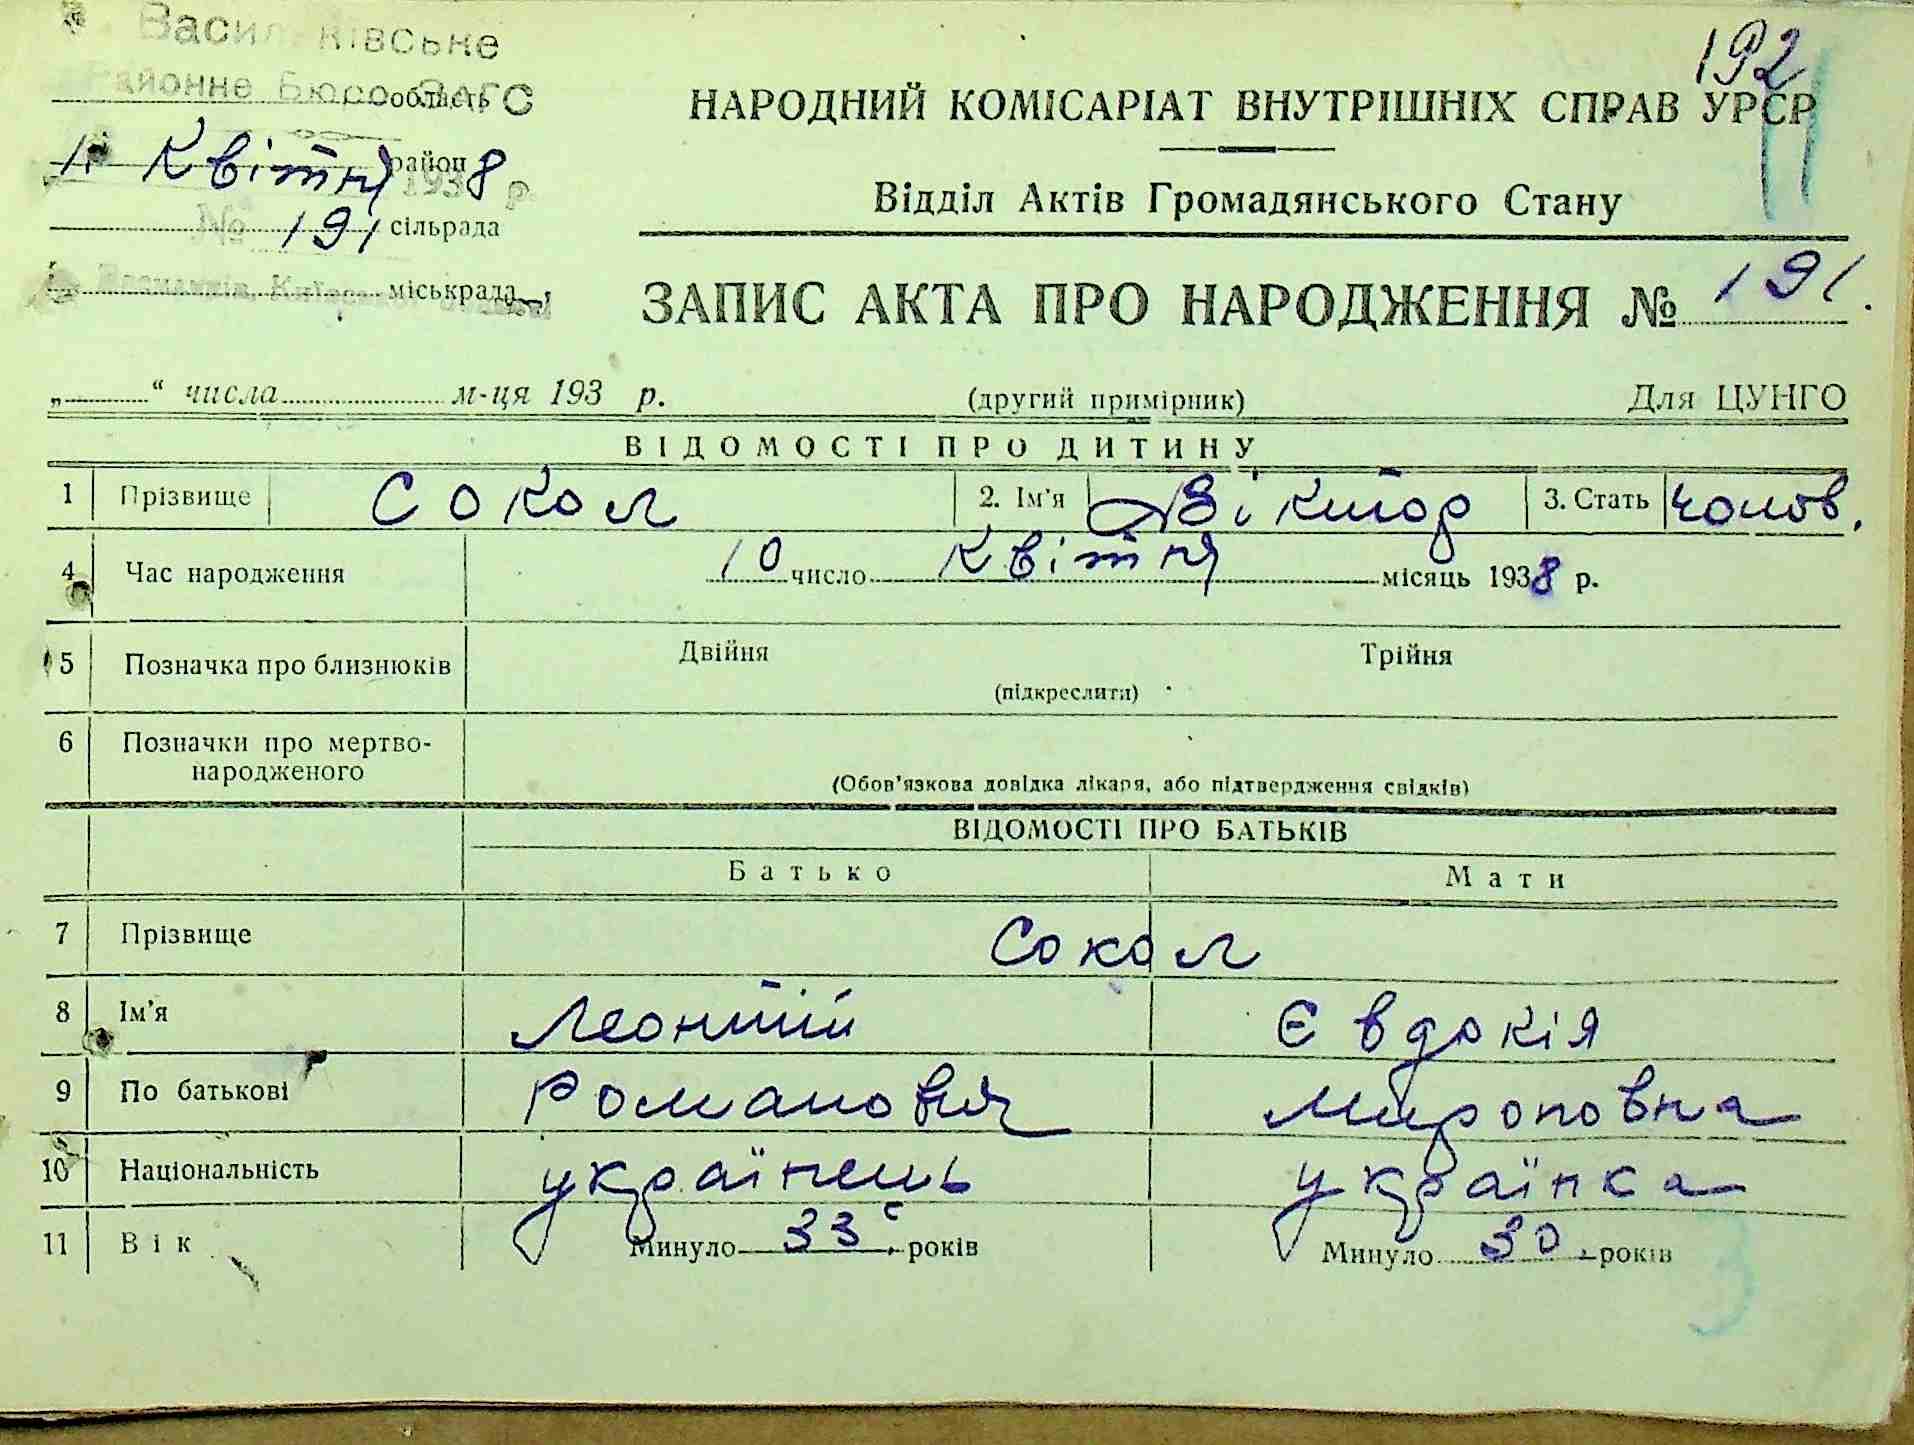 192
Васильківське
Районне Бюро ЗАГС
область
11 Квітня 1938 р.
район
№ 191
сільрада
міськрада
НАРОДНИЙ КОМІСАРІАТ ВНУТРІШНІХ СПРАВ УРСР
Відділ Актів Громадянського Стану
ЗАПИС АКТА ПРО НАРОДЖЕННЯ № 191.
„ “ числа м-ця 193 р. (другий примірник) Для ЦУНГО
ВІДОМОСТІ ПРО ДИТИНУ
1 Прізвище Сокол 2. Ім'я Віктор 3. Стать чолов.
4 Час народження 10 число Квітня місяць 1938 р.
5 Позначка про близнюків Двійня Трійня
(підкреслити)
6 Позначки про мертво-
народженого
(Обов'язкова довідка лікаря, або підтвердження свідків)
ВІДОМОСТІ ПРО БАТЬКІВ
Батько Мати
7 Прізвище Сокол
8 Ім'я Леонтій Євдокія
9 По батькові Романович Мироновна
10 Національність українець українка
11 Вік Минуло 33 років Минуло 30 років
3